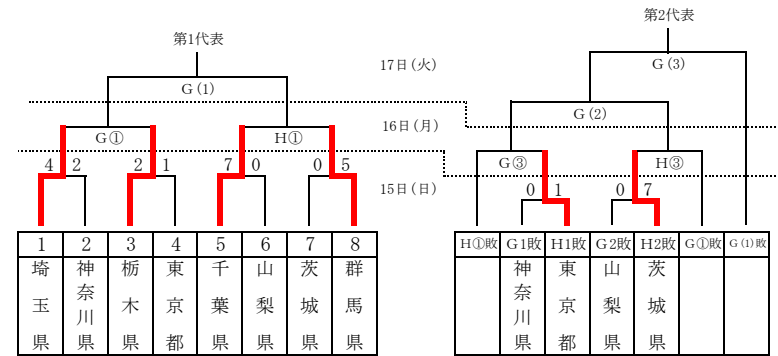 第1代表
第2代表
17日(火)
G(3)
G(1)
G(2)
16日(月)
G①
H①
G③
H③
4 2 2 1 7 0 0 5
15日(日)
0 1 0 7
1 2 3 4 5 6 7 8
H①敗 G1敗 H1敗 G2敗 H2敗 G①敗 G(1)敗
埼玉県
神奈川県
栃木県
東京都
千葉県
山梨県
茨城県
群馬県
神奈川県
東京都
山梨県
茨城県